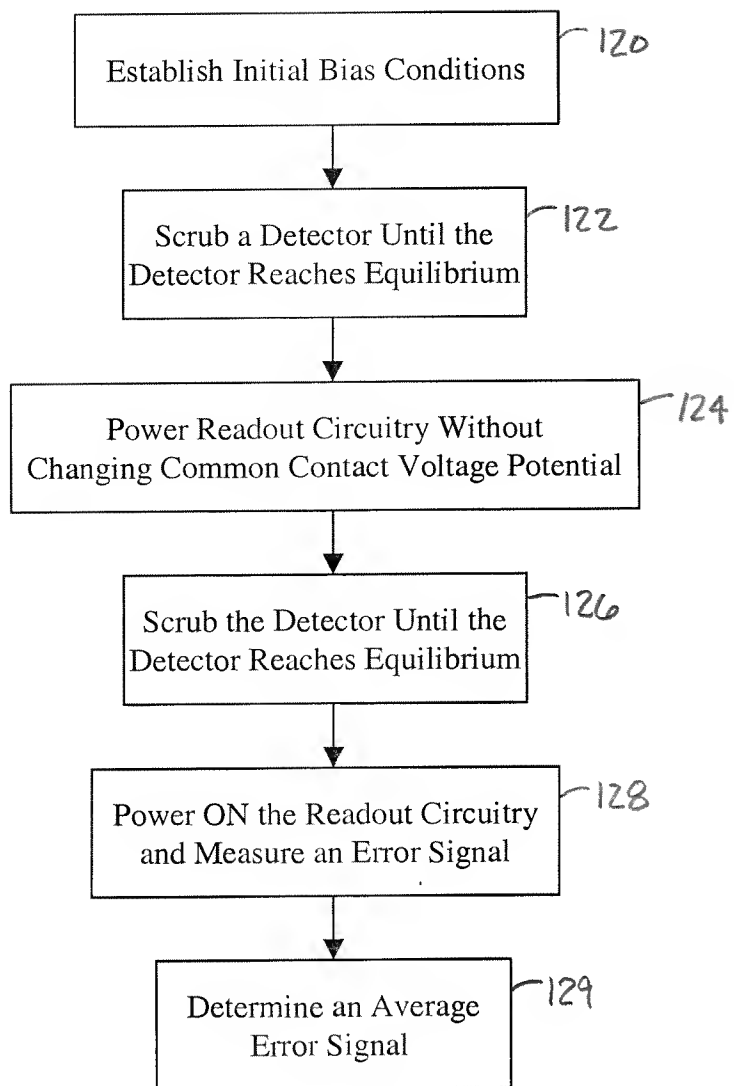 Establish Initial Bias Conditions
120
Scrub a Detector Until the
Detector Reaches Equilibrium
122
Power Readout Circuitry Without
Changing Common Contact Voltage Potential
124
Scrub the Detector Until the
Detector Reaches Equilibrium
126
Power ON the Readout Circuitry
and Measure an Error Signal
128
Determine an Average
Error Signal
129